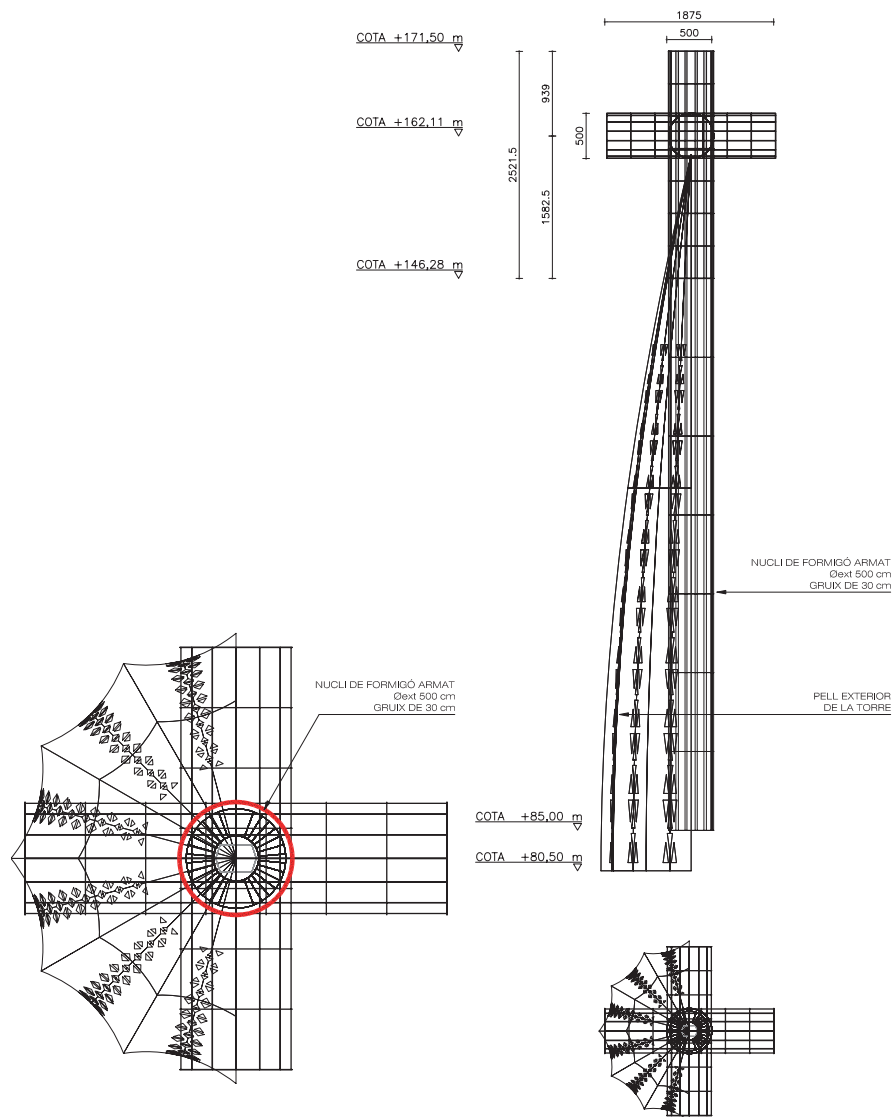 1875
500
COTA +171,50 m
939
COTA +162,11 m
500
2521.5
1582.5
COTA +146,28 m
NUCLI DE FORMIGÓ ARMAT
Øext 500 cm
GRUIX DE 30 cm
NUCLI DE FORMIGÓ ARMAT
Øext 500 cm
GRUIX DE 30 cm
PELL EXTERIOR
DE LA TORRE
COTA +85,00 m
COTA +80,50 m